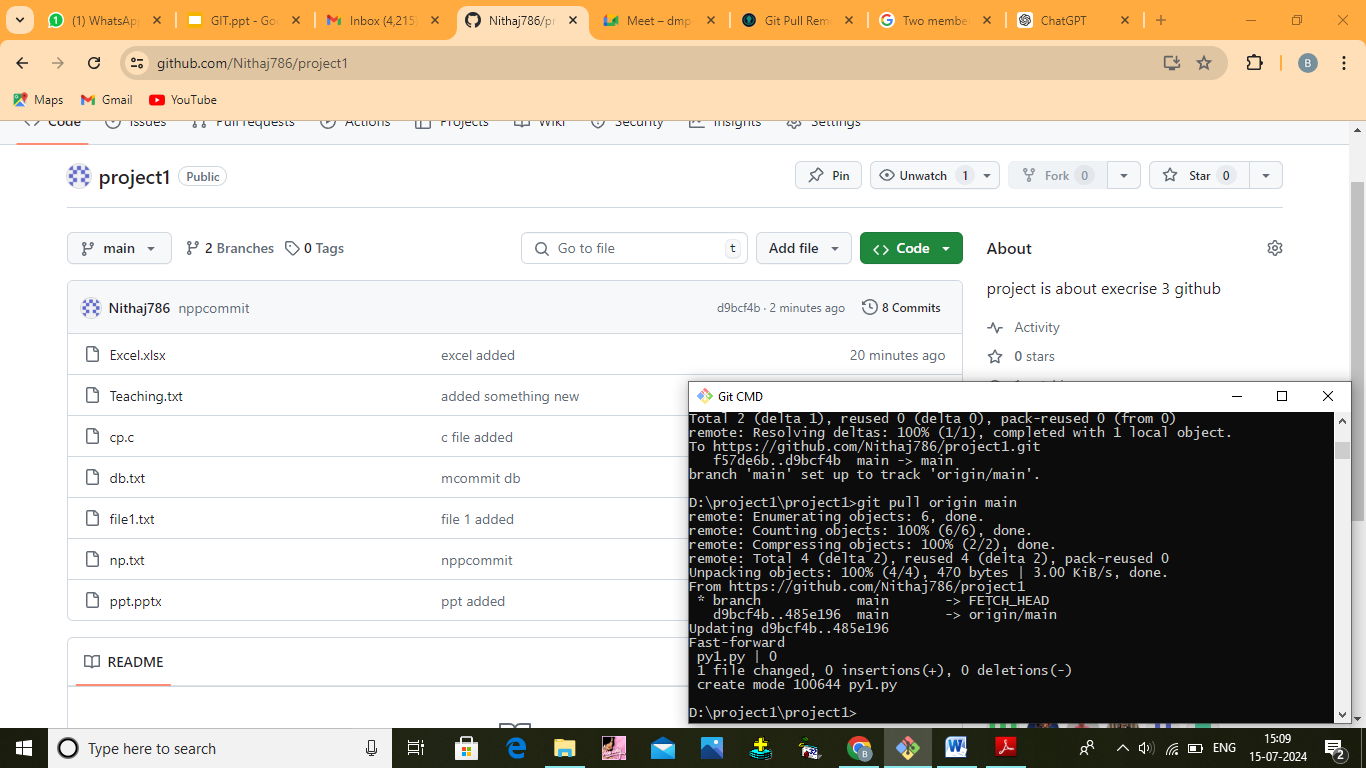 (1) WhatsAp
GIT.ppt - Goo
Inbox (4,215)
Nithaj786/pr
Meet – dmp
Git Pull Rem
Two membe
ChatGPT
github.com/Nithaj786/project1
B
Maps
Gmail
YouTube
Code
Issues
Pull requests
Actions
Projects
Wiki
Security
Insights
Settings
project1 Public
Pin
Unwatch 1
Fork 0
Star 0
main
2 Branches
0 Tags
Go to file t
Add file
Code
About
project is about execrise 3 github
Nithaj786 nppcommit d9bcf4b · 2 minutes ago 8 Commits
Activity
0 stars
Excel.xlsx excel added 20 minutes ago
Teaching.txt added something new
cp.c c file added
db.txt mcommit db
file1.txt file 1 added
np.txt nppcommit
ppt.pptx ppt added
README
Git CMD
Total 2 (delta 1), reused 0 (delta 0), pack-reused 0 (from 0)
remote: Resolving deltas: 100% (1/1), completed with 1 local object.
To https://github.com/Nithaj786/project1.git
f57de6b..d9bcf4b main -> main
branch 'main' set up to track 'origin/main'.
D:\project1\project1>git pull origin main
remote: Enumerating objects: 6, done.
remote: Counting objects: 100% (6/6), done.
remote: Compressing objects: 100% (2/2), done.
remote: Total 4 (delta 2), reused 4 (delta 2), pack-reused 0
Unpacking objects: 100% (4/4), 470 bytes | 3.00 KiB/s, done.
From https://github.com/Nithaj786/project1
* branch main -> FETCH_HEAD
d9bcf4b..485e196 main -> origin/main
Updating d9bcf4b..485e196
Fast-forward
py1.py | 0
1 file changed, 0 insertions(+), 0 deletions(-)
create mode 100644 py1.py
D:\project1\project1>
Type here to search
ENG
15:09
15-07-2024
2